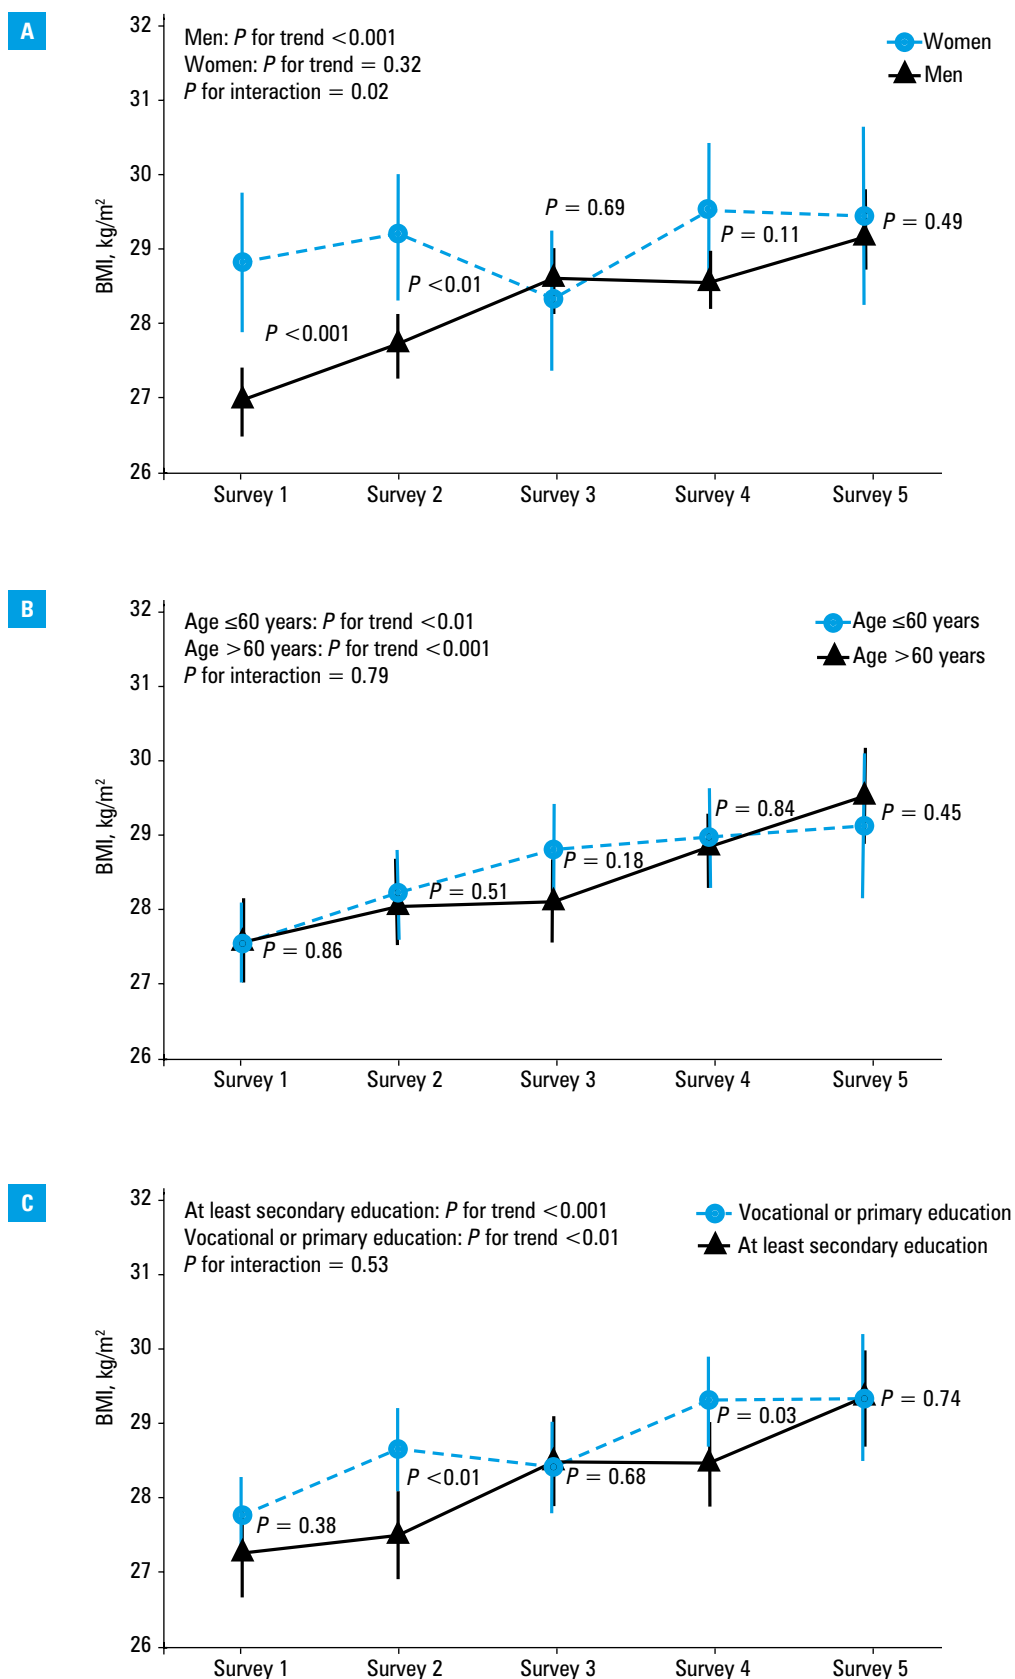 A
Men: P for trend <0.001
Women: P for trend = 0.32
P for interaction = 0.02
Women
Men
BMI, kg/m²
32
31
30
29
28
27
26
P <0.001
P <0.01
P = 0.69
P = 0.11
P = 0.49
Survey 1
Survey 2
Survey 3
Survey 4
Survey 5
B
Age ≤60 years: P for trend <0.01
Age >60 years: P for trend <0.001
P for interaction = 0.79
Age ≤60 years
Age >60 years
BMI, kg/m²
32
31
30
29
28
27
26
P = 0.86
P = 0.51
P = 0.18
P = 0.84
P = 0.45
Survey 1
Survey 2
Survey 3
Survey 4
Survey 5
C
At least secondary education: P for trend <0.001
Vocational or primary education: P for trend <0.01
P for interaction = 0.53
Vocational or primary education
At least secondary education
BMI, kg/m²
32
31
30
29
28
27
26
P = 0.38
P <0.01
P = 0.68
P = 0.03
P = 0.74
Survey 1
Survey 2
Survey 3
Survey 4
Survey 5